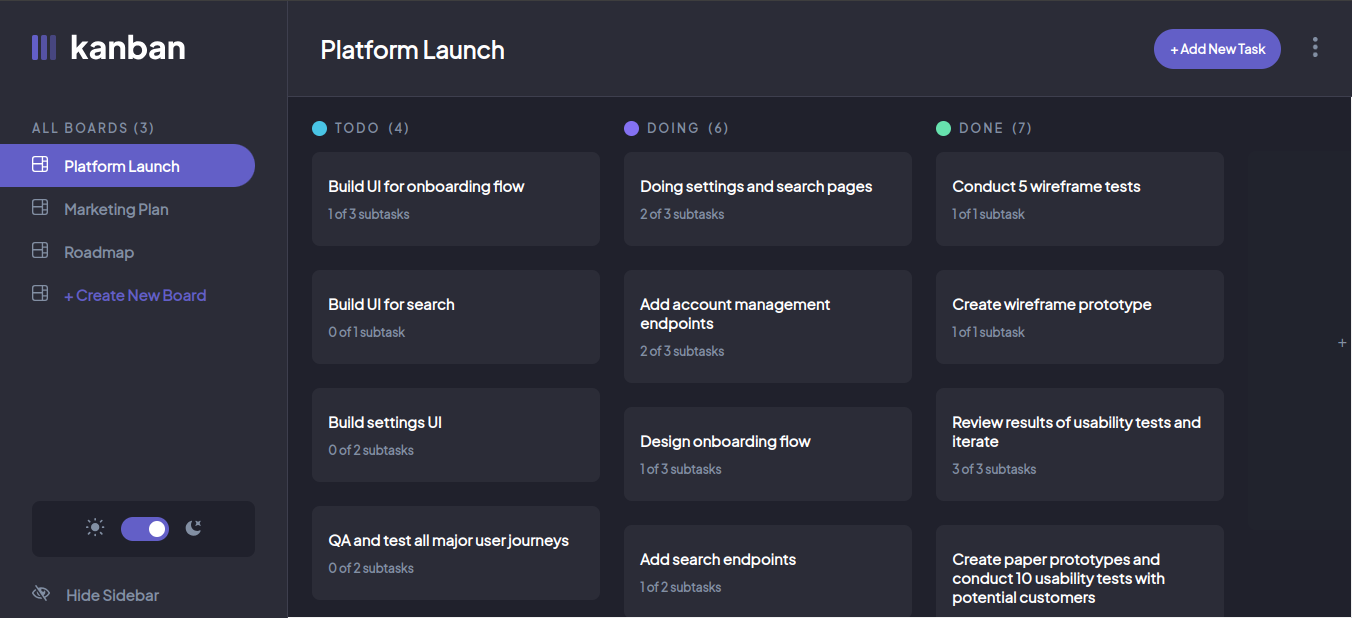 kanban
Platform Launch
+ Add New Task
ALL BOARDS (3)
Platform Launch
Marketing Plan
Roadmap
+ Create New Board
Hide Sidebar
TODO (4)
Build UI for onboarding flow
1 of 3 subtasks
Build UI for search
0 of 1 subtask
Build settings UI
0 of 2 subtasks
QA and test all major user journeys
0 of 2 subtasks
DOING (6)
Doing settings and search pages
2 of 3 subtasks
Add account management
endpoints
2 of 3 subtasks
Design onboarding flow
1 of 3 subtasks
Add search endpoints
1 of 2 subtasks
DONE (7)
Conduct 5 wireframe tests
1 of 1 subtask
Create wireframe prototype
1 of 1 subtask
Review results of usability tests and
iterate
3 of 3 subtasks
Create paper prototypes and
conduct 10 usability tests with
potential customers
+